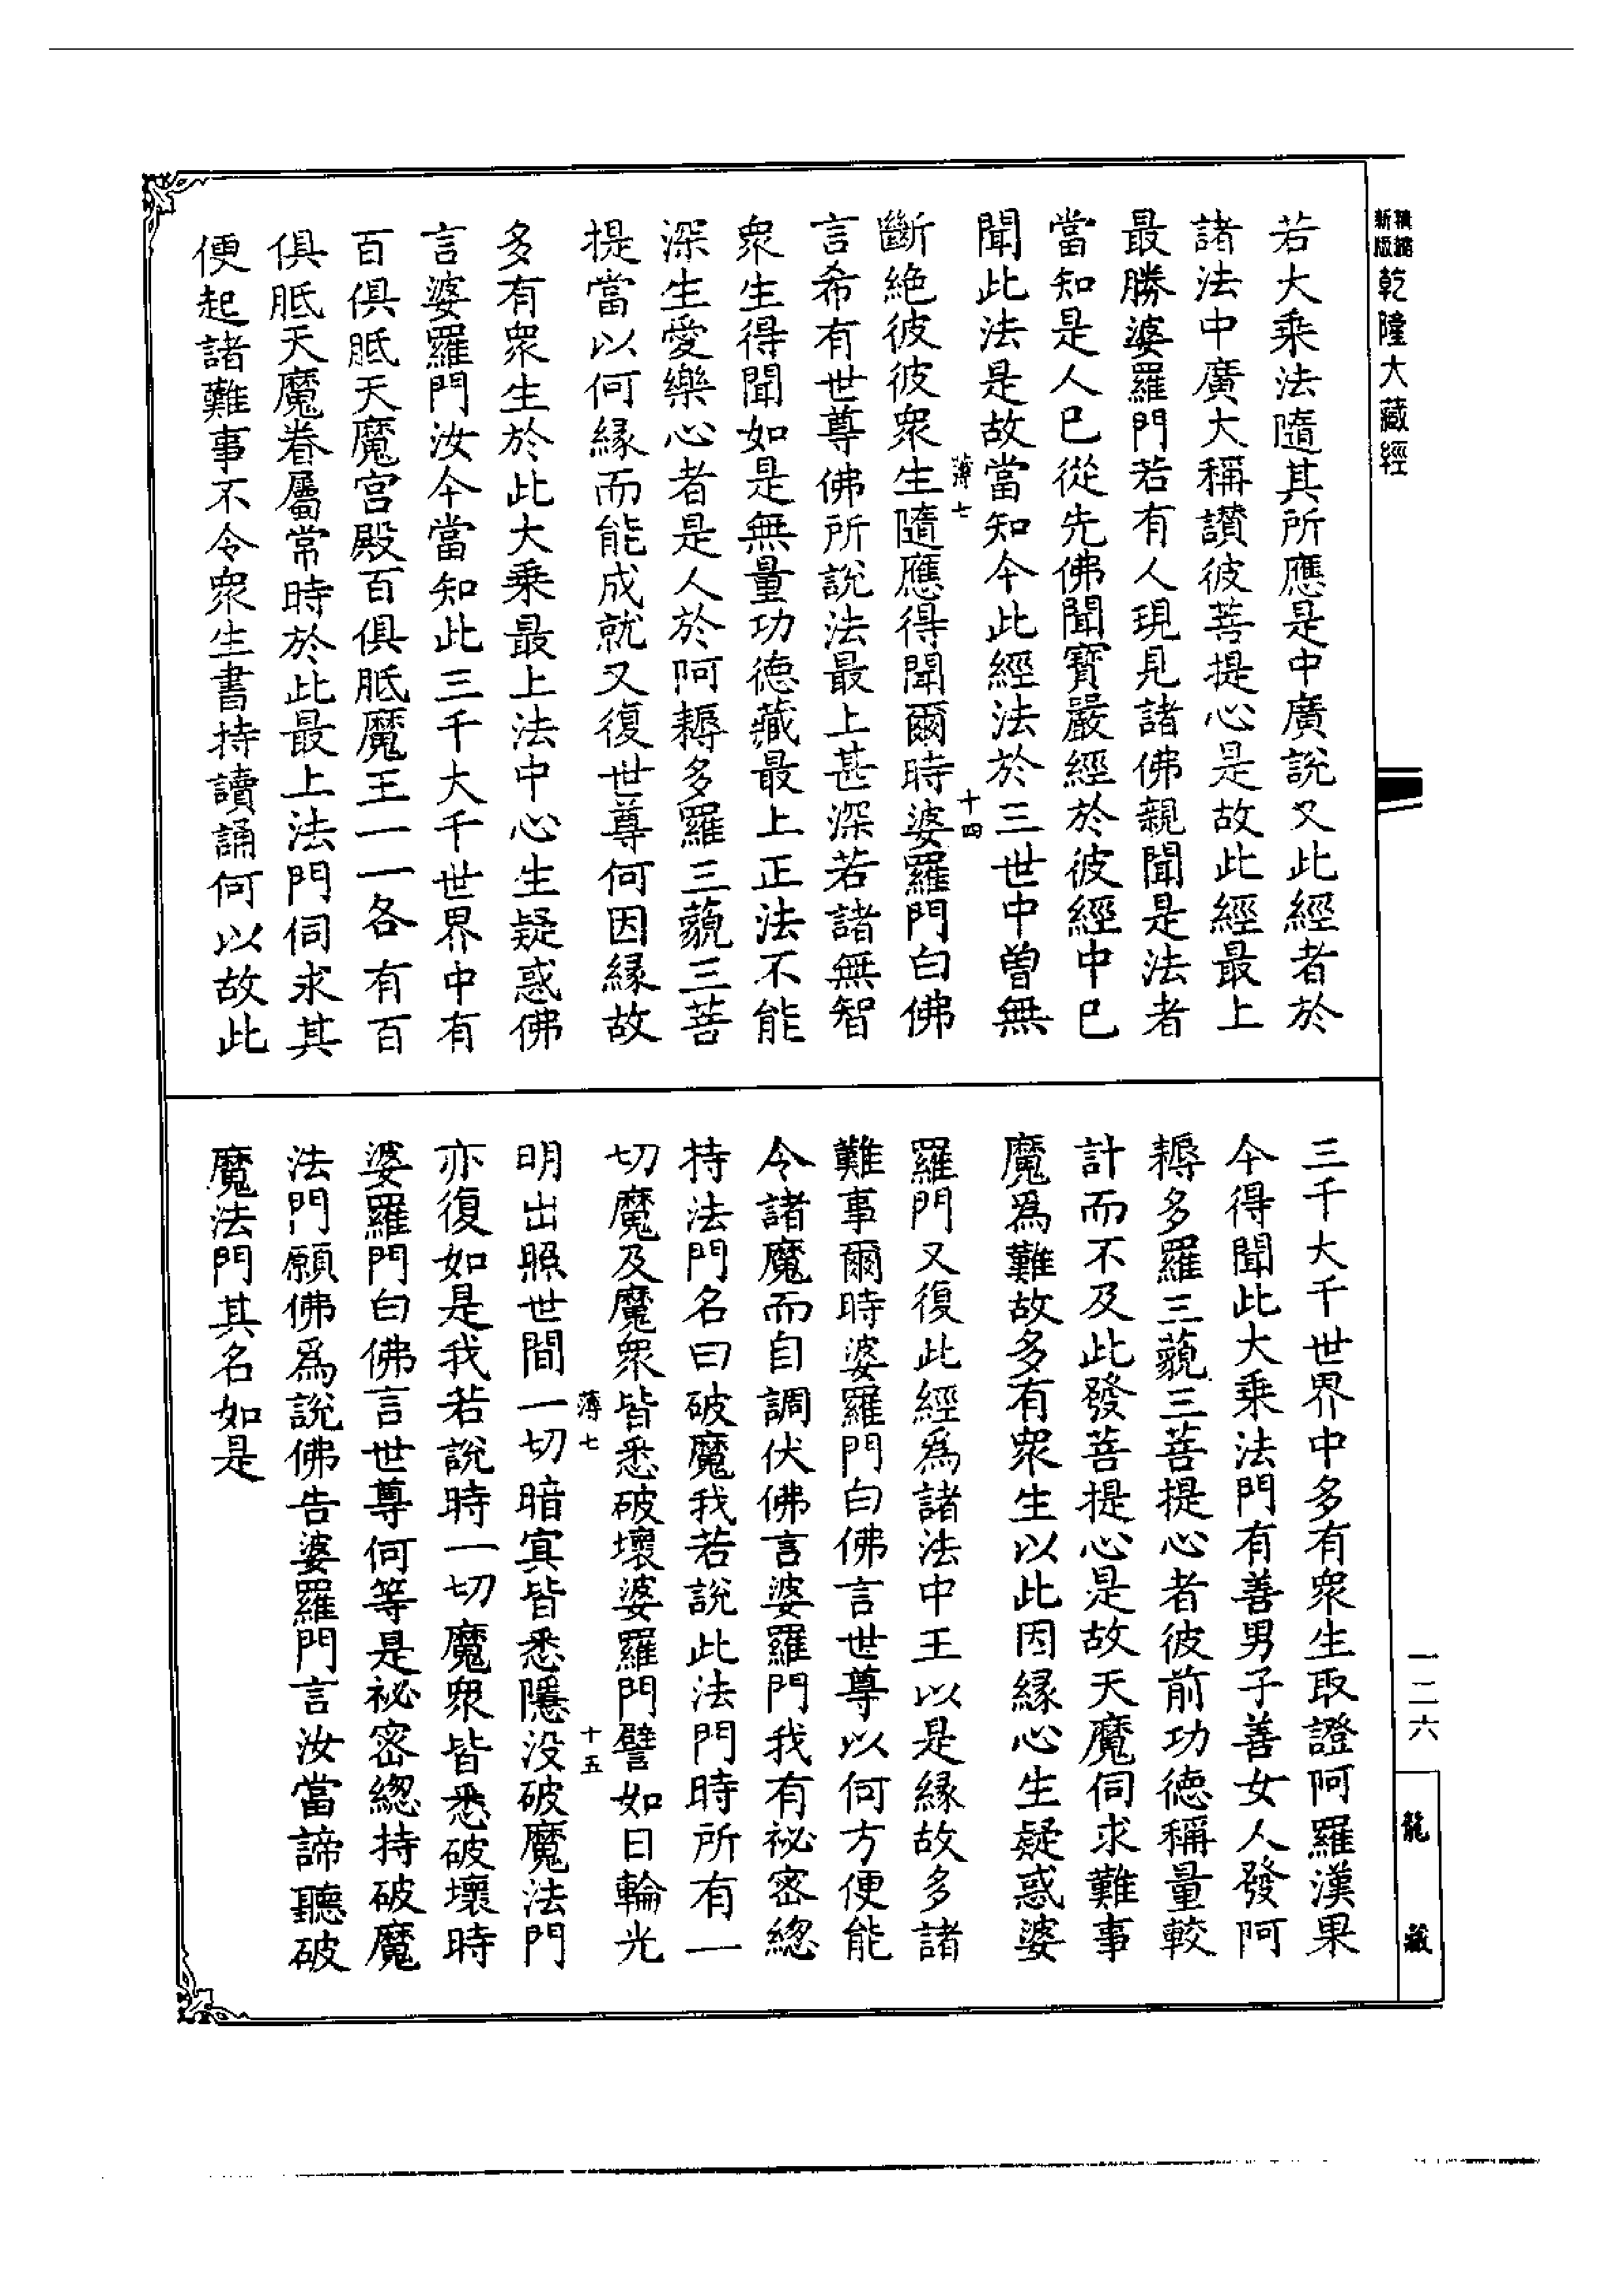 新版
精縮
乾隆大藏經
若大乘法隨其所應是中廣說又此經者於
諸法中廣大稱讃彼菩提心是故此經最上
最勝婆羅門若有人現見諸佛親聞是法者
當知是人已從先佛聞寳嚴經於彼經中已
聞此法是故當知今此經法於三世中曽無
薄七
十四
斷絶彼彼衆生隨應得聞爾時婆羅門白佛
言希有世尊佛所說法最上甚深若諸無智
衆生得聞如是無量功德藏最上正法不能
深生愛樂心者是人於阿耨多羅三藐三菩
提當以何縁而能成就又復世尊何因縁故
多有衆生於此大乘最上法中心生疑惑佛
言婆羅門汝今當知此三千大千世界中有
百俱胝天魔宫殿百俱胝魔王一一各有百
俱胝天魔眷屬常時於此最上法門伺求其
便起諸難事不令衆生書持讀誦何以故此
三千大千世界中多有衆生取證阿羅漢果
今得聞此大乘法門有善男子善女人發阿
耨多羅三藐三菩提心者彼前功德稱量較
計而不及此發菩提心是故天魔伺求難事
魔爲難故多有衆生以此因縁心生疑惑婆
羅門又復此經爲諸法中王以是縁故多諸
難事爾時婆羅門白佛言世尊以何方便能
令諸魔而自調伏佛言婆羅門我有祕密緫
持法門名曰破魔我若說此法門時所有一
切魔及魔衆皆悉破壞婆羅門譬如日輪光
薄七
十五
明出照世間一切暗㝠皆悉隱没破魔法門
亦復如是我若說時一切魔衆皆悉破壞時
婆羅門白佛言世尊何等是祕密緫持破魔
法門願佛爲說佛告婆羅門言汝當諦聽破
魔法門其名如是
一二六
龍藏